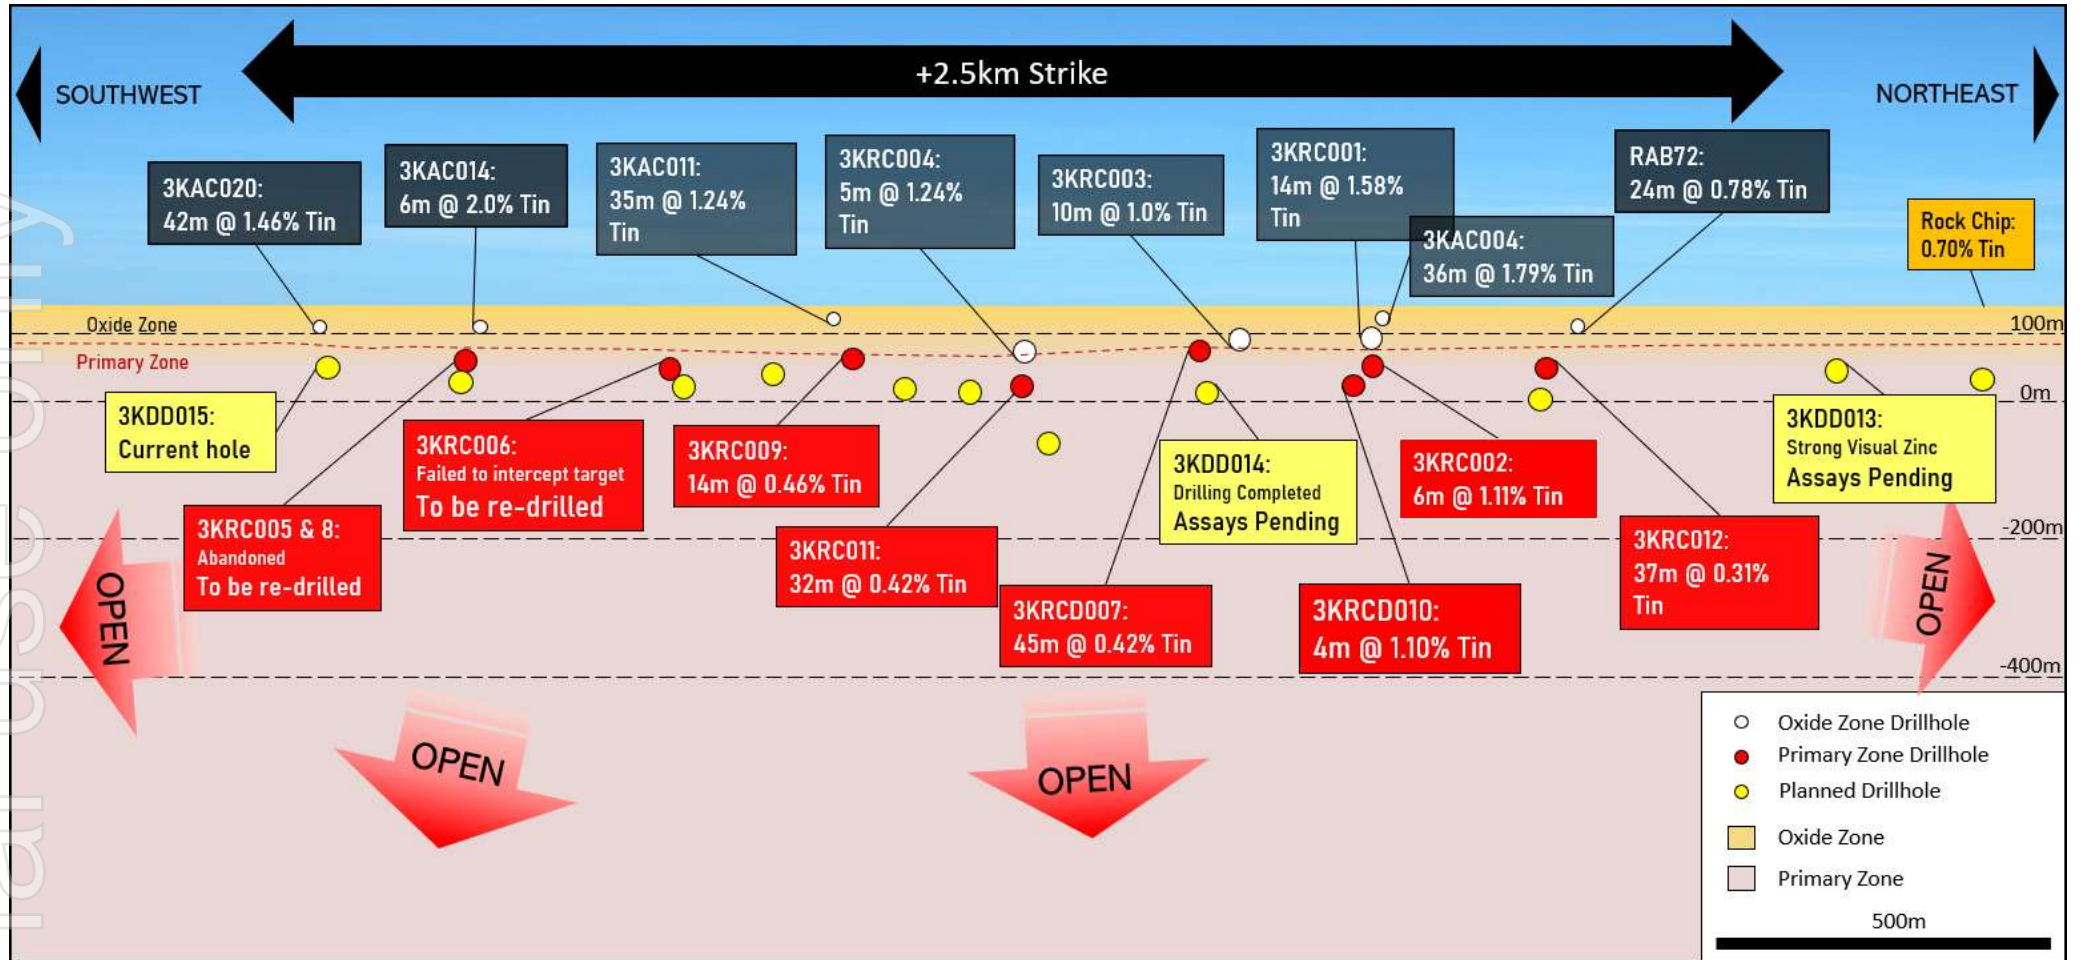 +2.5km Strike
SOUTHWEST
NORTHEAST
3KAC020:
42m @ 1.46% Tin
3KAC014:
6m @ 2.0% Tin
3KAC011:
35m @ 1.24%
Tin
3KRC004:
5m @ 1.24%
Tin
3KRC003:
10m @ 1.0% Tin
3KRC001:
14m @ 1.58%
Tin
3KAC004:
36m @ 1.79% Tin
RAB72:
24m @ 0.78% Tin
Rock Chip:
0.70% Tin
Oxide Zone
100m
Primary Zone
0m
3KDD015:
Current hole
3KRC005 & 8:
Abandoned
To be re-drilled
3KRC006:
Failed to intercept target
To be re-drilled
3KRC009:
14m @ 0.46% Tin
3KRC011:
32m @ 0.42% Tin
3KRCD007:
45m @ 0.42% Tin
3KDD014:
Drilling Completed
Assays Pending
3KRC002:
6m @ 1.11% Tin
3KRCD010:
4m @ 1.10% Tin
3KRC012:
37m @ 0.31%
Tin
3KDD013:
Strong Visual Zinc
Assays Pending
-200m
-400m
OPEN
OPEN
OPEN
OPEN
Oxide Zone Drillhole
Primary Zone Drillhole
Planned Drillhole
Oxide Zone
Primary Zone
500m